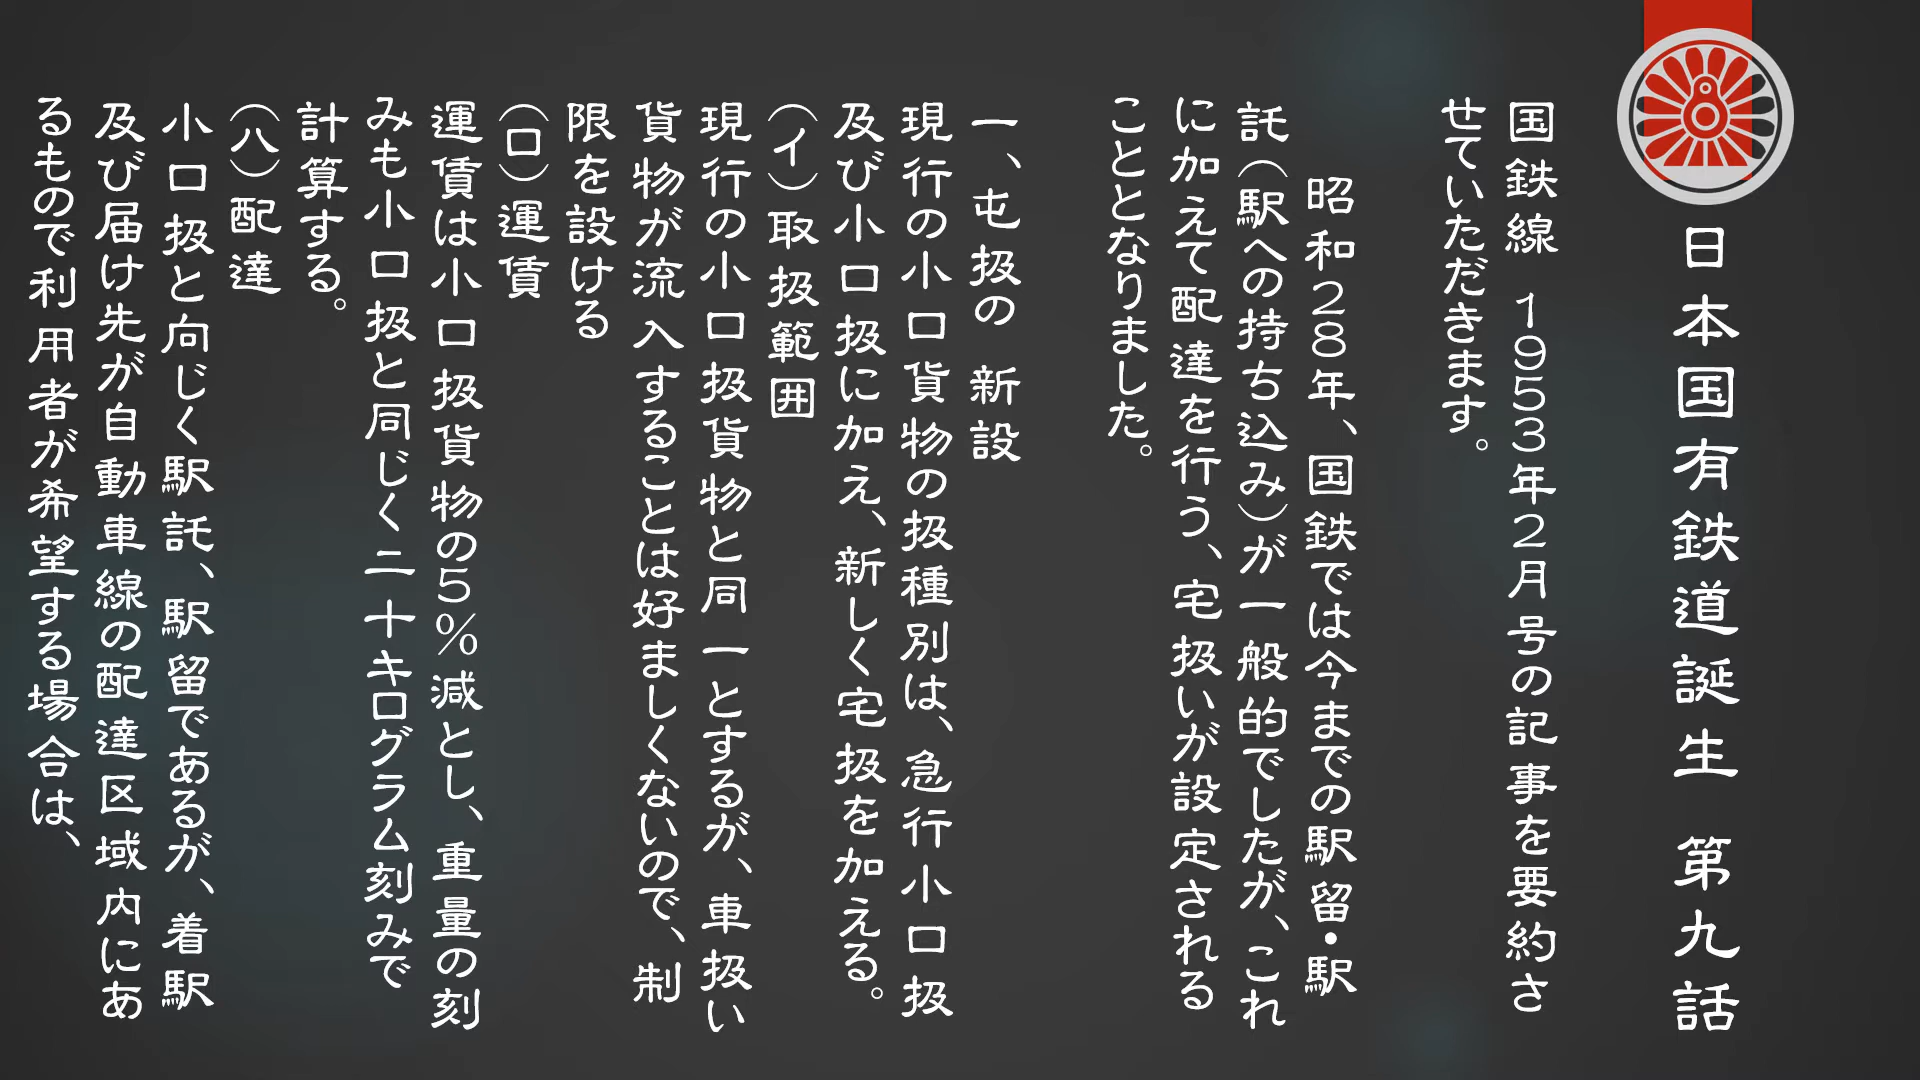 日本国有鉄道誕生　第九話
国鉄線　１９５３年２月号の記事を要約さ
せていただきます。
昭和２８年、国鉄では今までの駅留・駅
託（駅への持ち込み）が一般的でしたが、これ
に加えて配達を行う、宅扱いが設定される
こととなりました。
一、屯扱の　新設
現行の小口貨物の扱種別は、急行小口扱
及び小口扱に加え、新しく宅扱を加える。
（イ）取扱範囲
現行の小口扱貨物と同一とするが、車扱い
貨物が流入することは好ましくないので、制
限を設ける
（ロ）運賃
運賃は小口扱貨物の５％減とし、重量の刻
みも小口扱と同じく二十キログラム刻みで
計算する。
（八）配達
小口扱と向じく駅託、駅留であるが、着駅
及び届け先が自動車線の配達区域内にあ
るもので利用者が希望する場合は、